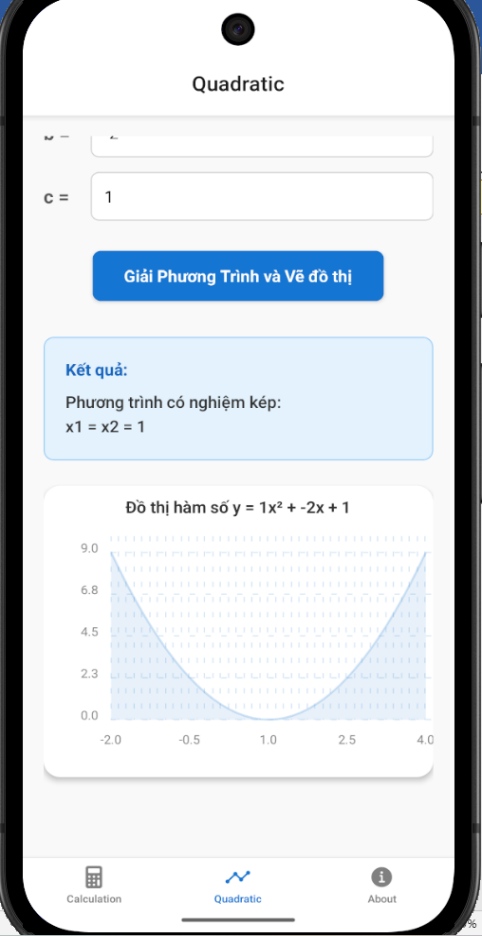 Quadratic
c =
1
Giải Phương Trình và Vẽ đồ thị
Kết quả:
Phương trình có nghiệm kép:
x1 = x2 = 1
Đồ thị hàm số y = 1x² + -2x + 1
9.0
6.8
4.5
2.3
0.0
-2.0 -0.5 1.0 2.5 4.0
Calculation Quadratic About